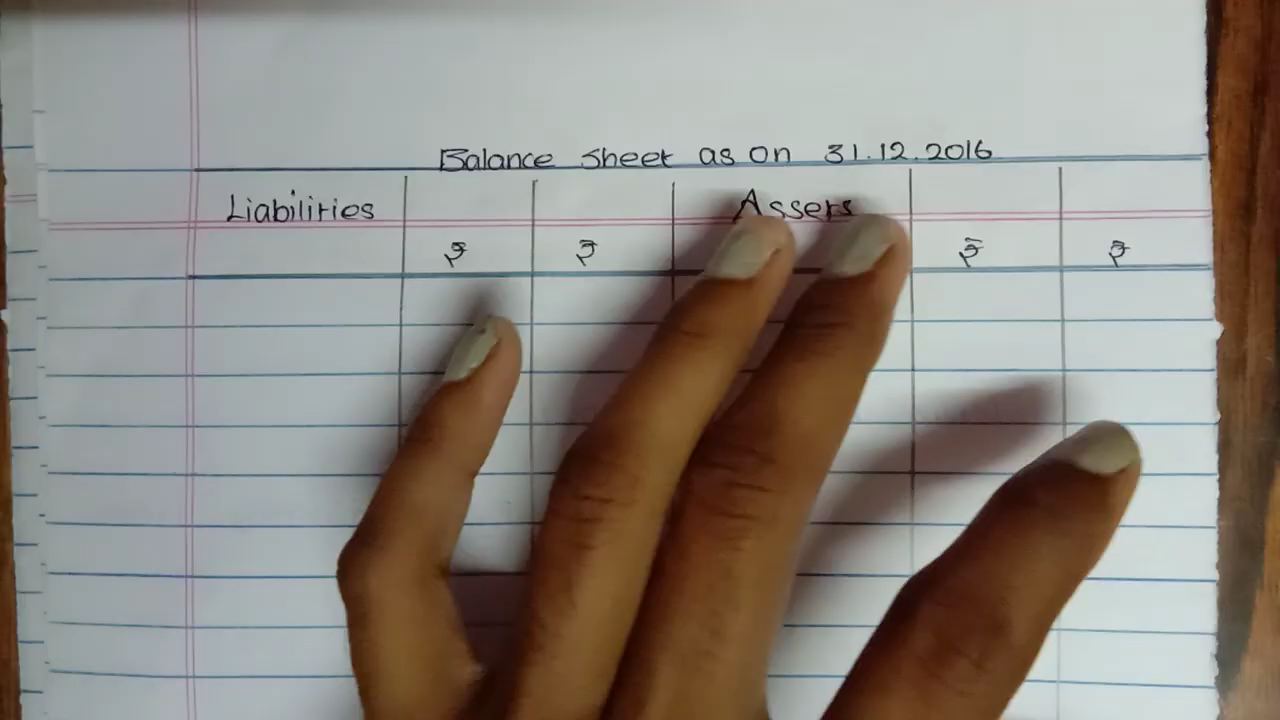 Balance Sheet as on 31.12.2016
Liabilities Assets
₹ ₹ ₹ ₹